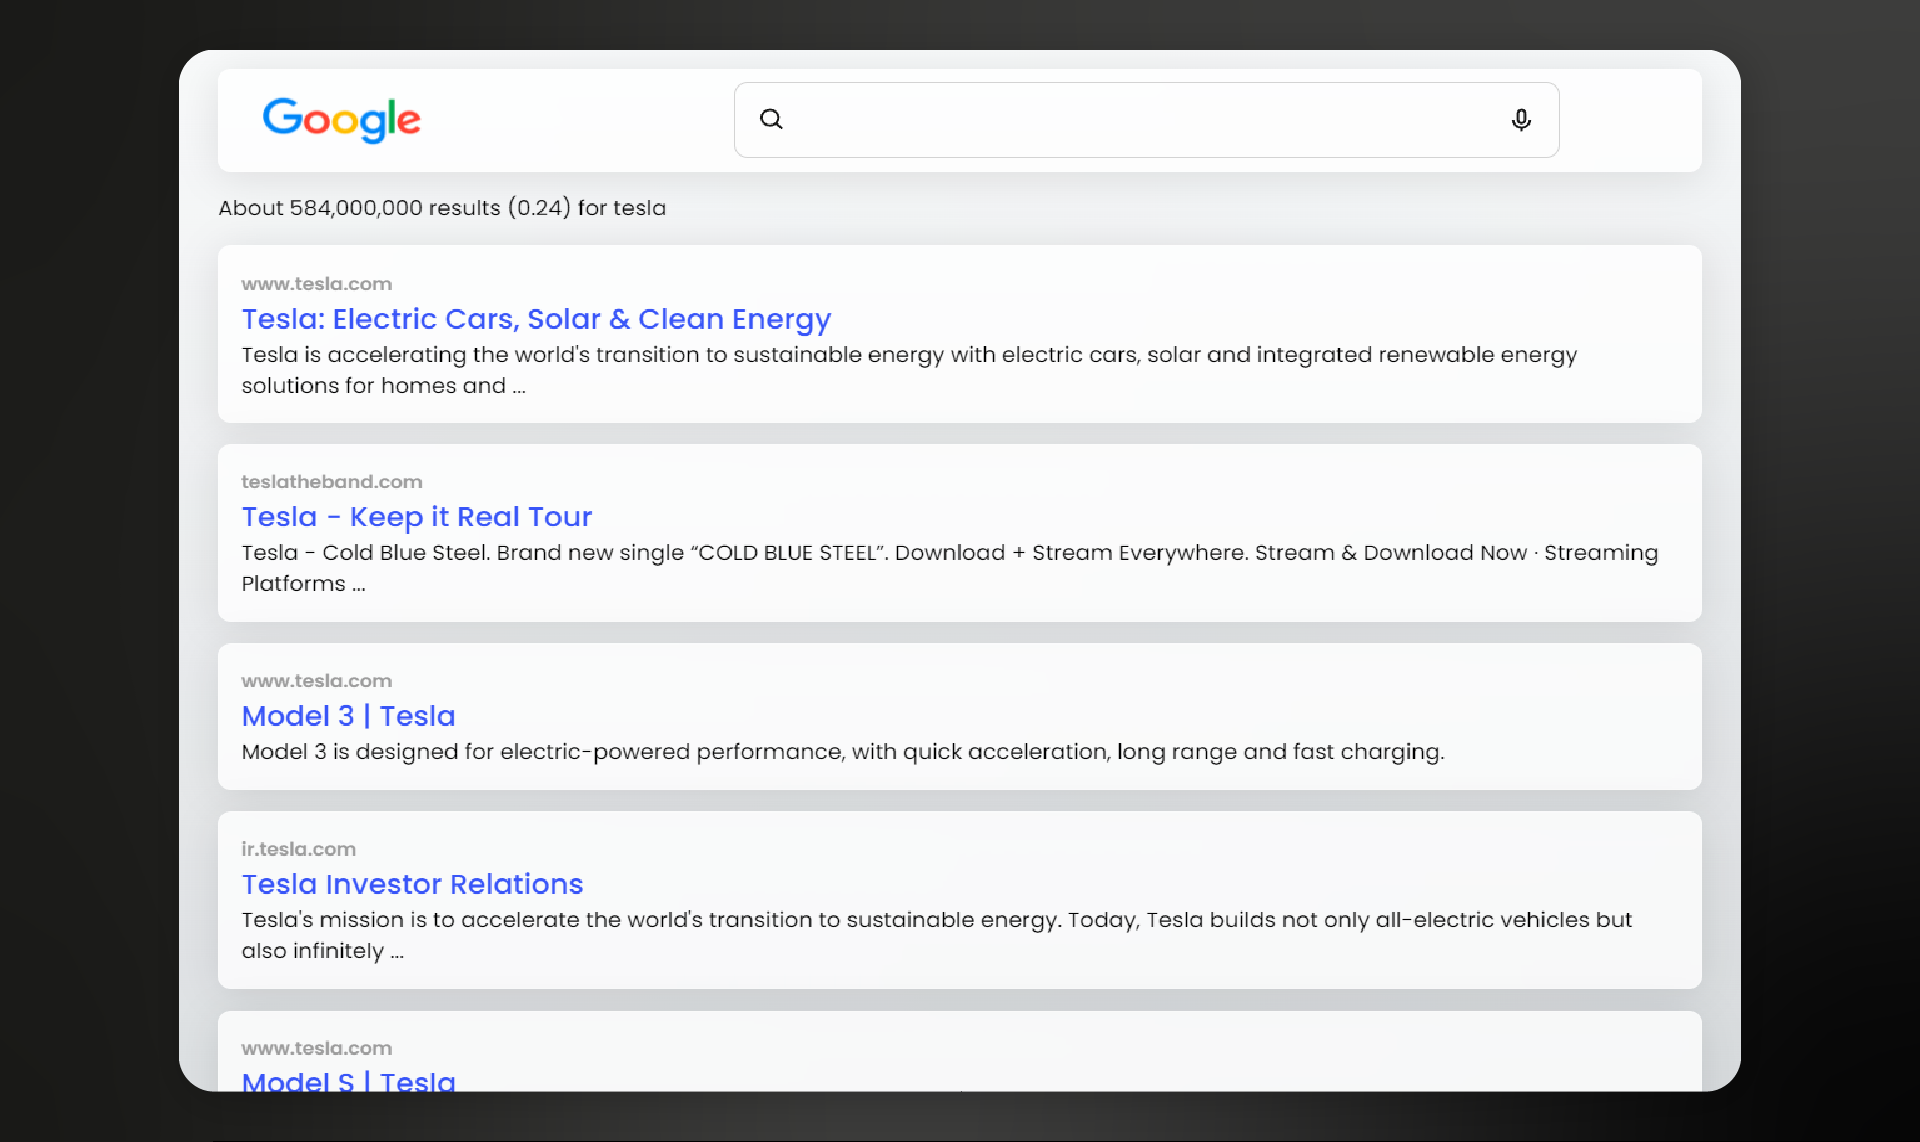 Google
About 584,000,000 results (0.24) for tesla
www.tesla.com
Tesla: Electric Cars, Solar & Clean Energy
Tesla is accelerating the world's transition to sustainable energy with electric cars, solar and integrated renewable energy
solutions for homes and ...
teslatheband.com
Tesla - Keep it Real Tour
Tesla - Cold Blue Steel. Brand new single “COLD BLUE STEEL”. Download + Stream Everywhere. Stream & Download Now · Streaming
Platforms ...
www.tesla.com
Model 3 | Tesla
Model 3 is designed for electric-powered performance, with quick acceleration, long range and fast charging.
ir.tesla.com
Tesla Investor Relations
Tesla's mission is to accelerate the world's transition to sustainable energy. Today, Tesla builds not only all-electric vehicles but
also infinitely ...
www.tesla.com
Model S | Tesla